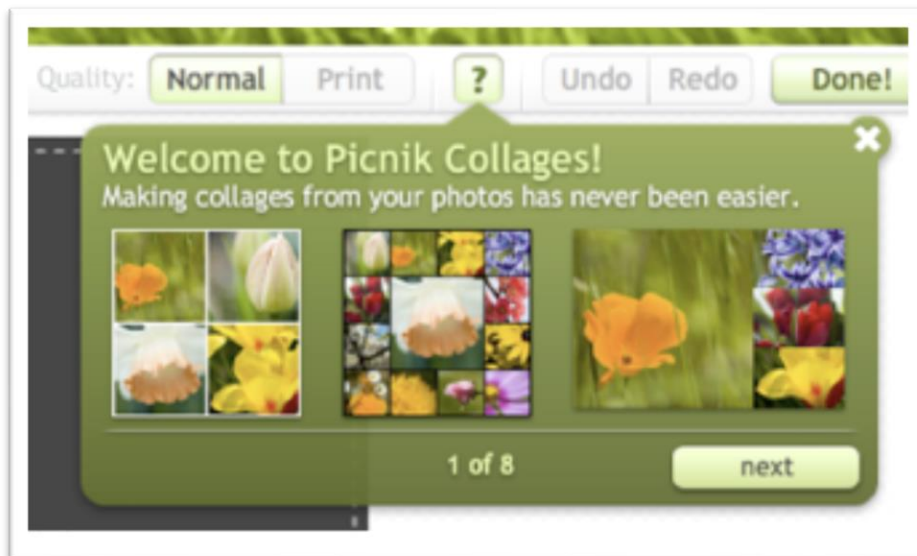 Quality: Normal Print ? Undo Redo Done!
Welcome to Picnik Collages!
Making collages from your photos has never been easier.
1 of 8 next